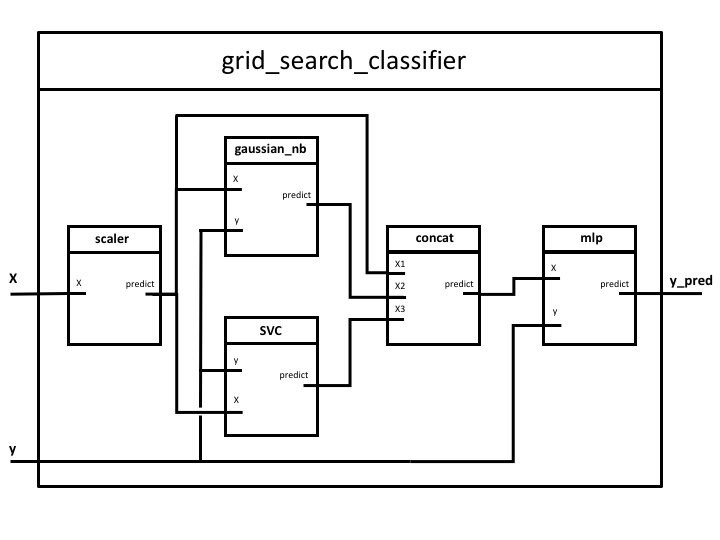 grid_search_classifier
gaussian_nb
X
predict
y
scaler
X
predict
concat
X1
X2
predict
X3
mlp
X
predict
y
X
y_pred
SVC
y
predict
X
y